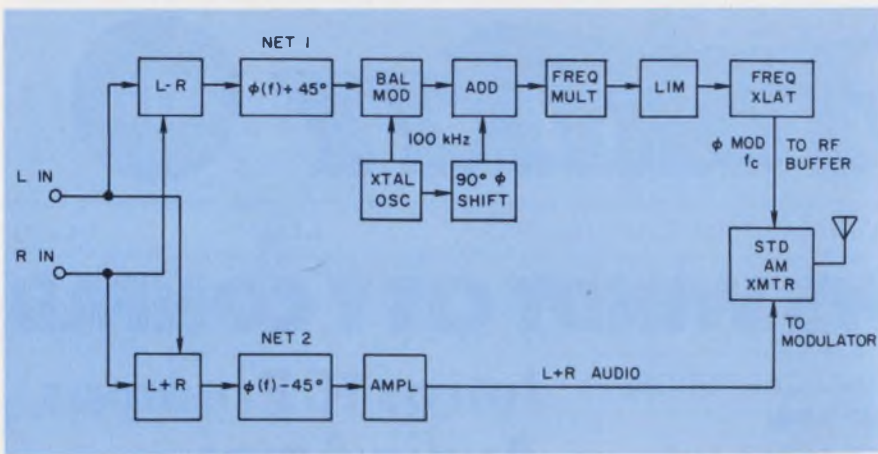 NET 1
L-R
φ(f)+ 45°
BAL
MOD
ADD
FREQ
MULT
LIM
FREQ
XLAT
100 kHz
φ MOD
fc
TO RF
BUFFER
L IN
XTAL
OSC
90° φ
SHIFT
R IN
STD
AM
XMTR
NET 2
TO
MODULATOR
L+R
φ(f)-45°
AMPL
L+R AUDIO